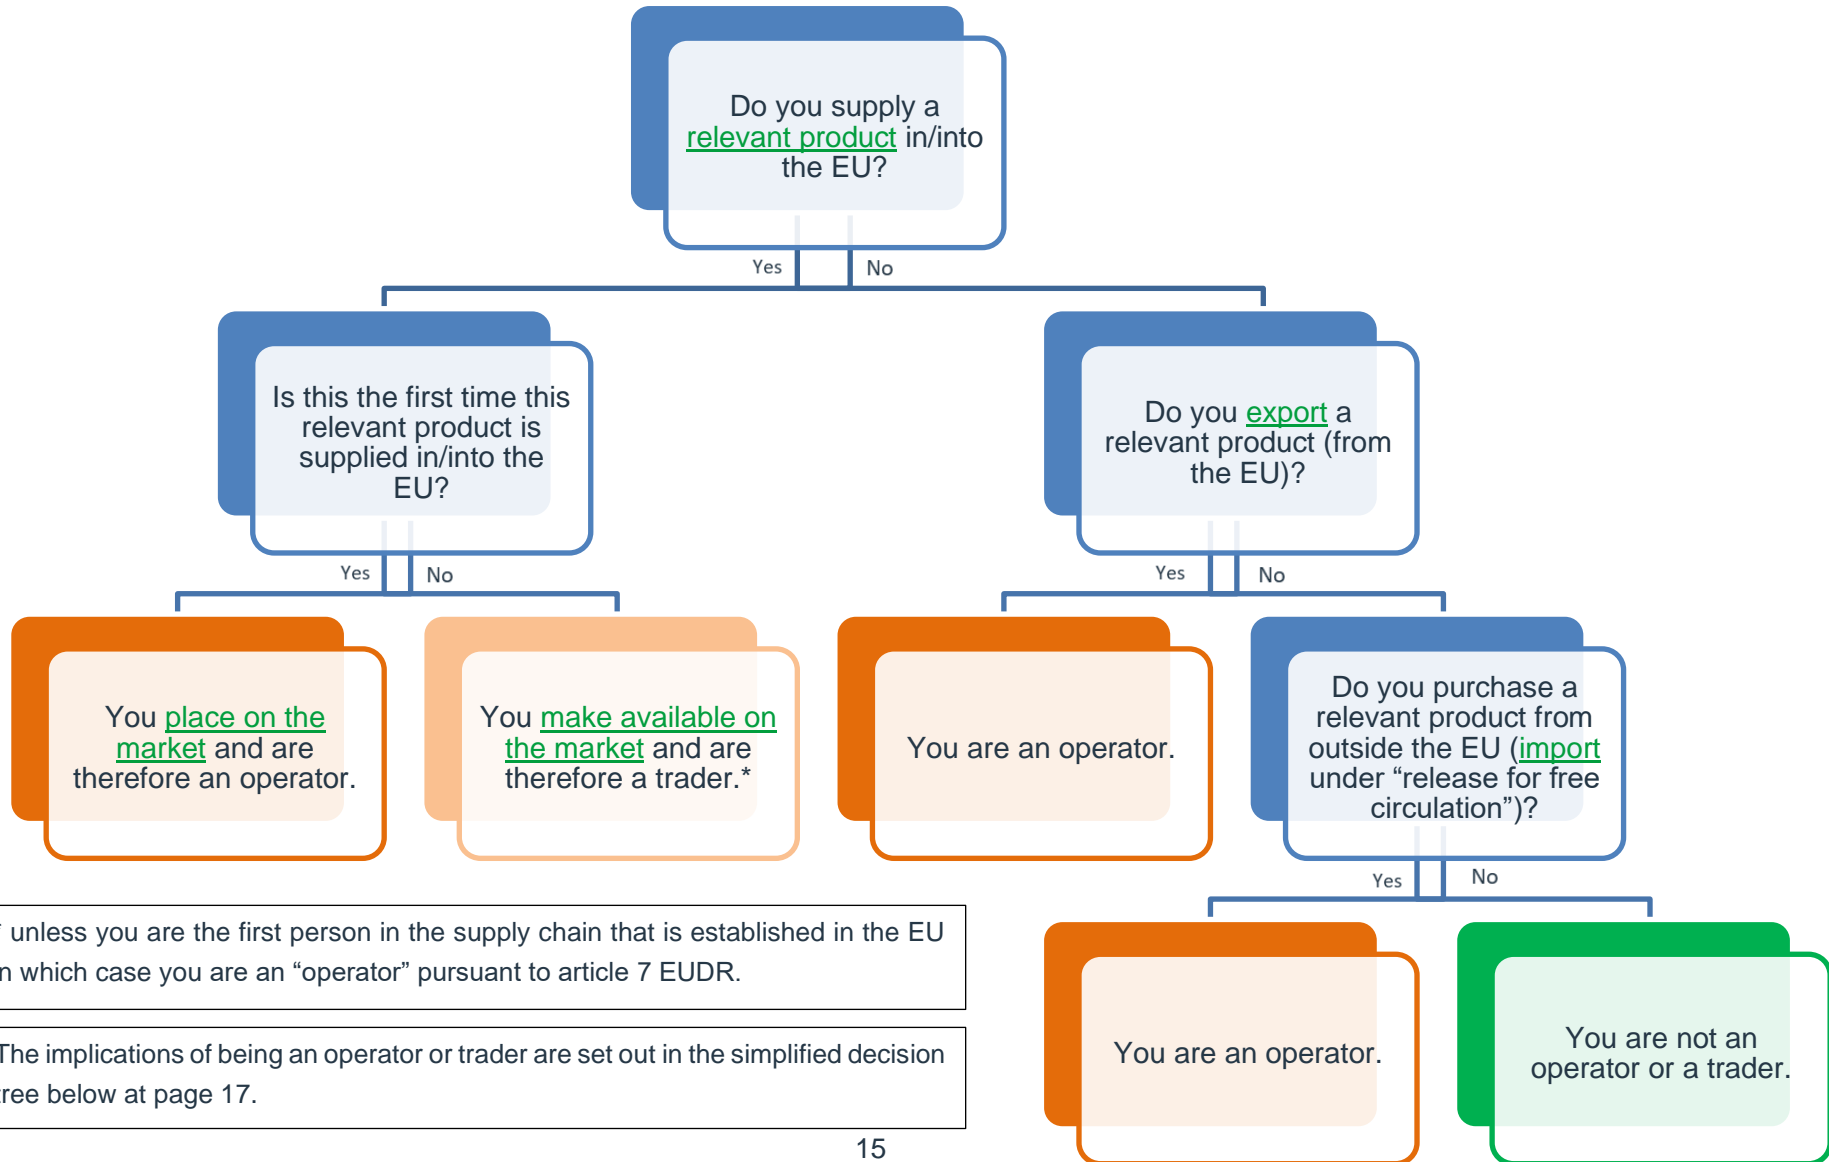 Do you supply a
relevant product in/into
the EU?
Yes
No
Is this the first time this
relevant product is
supplied in/into the
EU?
Do you export a
relevant product (from
the EU)?
Yes
No
Yes
No
You place on the
market and are
therefore an operator.
You make available on
the market and are
therefore a trader.*
You are an operator.
Do you purchase a
relevant product from
outside the EU (import
under “release for free
circulation”)?
Yes
No
* unless you are the first person in the supply chain that is established in the EU
in which case you are an “operator” pursuant to article 7 EUDR.
The implications of being an operator or trader are set out in the simplified decision
tree below at page 17.
You are an operator.
You are not an
operator or a trader.
15